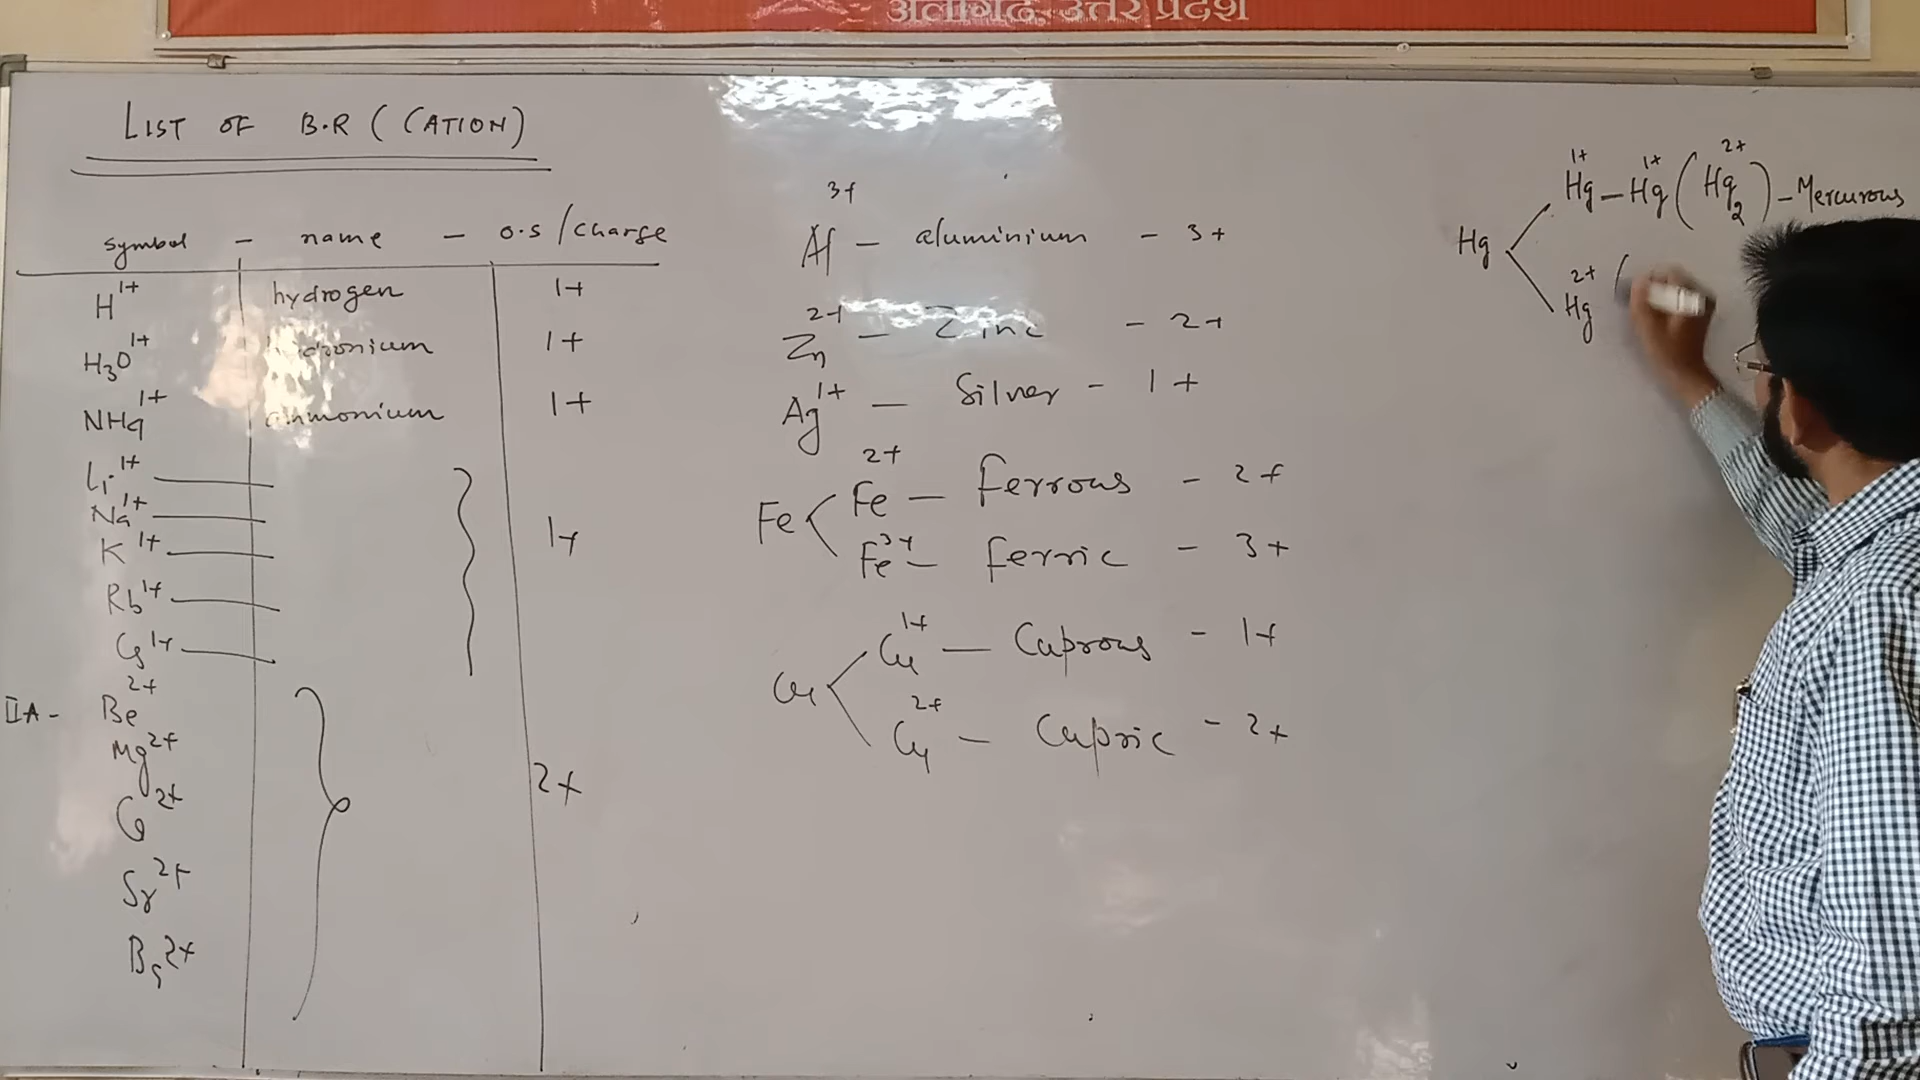 अलीगढ़, उत्तर प्रदेश
LIST OF B.R (CATION)
symbol - name - o.s/charge
H¹⁺ hydrogen 1+
H₃O¹⁺ hydronium 1+
NH₄¹⁺ ammonium 1+
Li¹⁺
Na¹⁺
K¹⁺
Rb¹⁺
Cs¹⁺
1+
IIA - Be²⁺
Mg²⁺
Ca²⁺
Sr²⁺
Ba²⁺
2+
Al³⁺ - aluminium - 3+
Zn²⁺ - Zinc - 2+
Ag¹⁺ - Silver - 1+
Fe
Fe²⁺ - Ferrous - 2+
Fe³⁺ - Ferric - 3+
Cu
Cu¹⁺ - Cuprous - 1+
Cu²⁺ - Cupric - 2+
Hg
Hg¹⁺ - Hg¹⁺ (Hg₂²⁺) - Mercurous
Hg²⁺ (